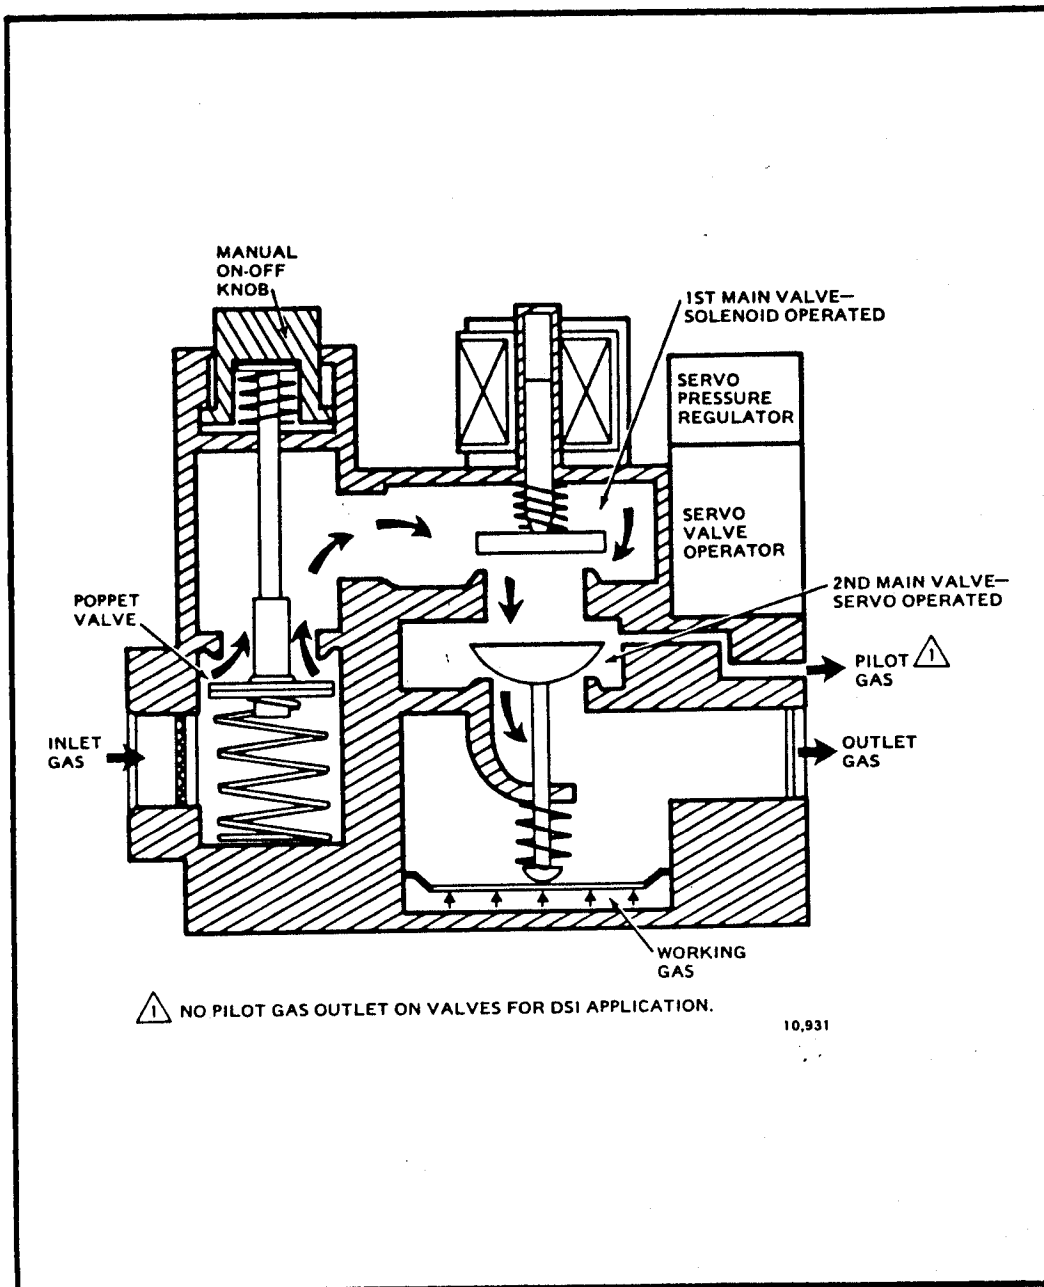 MANUAL
ON-OFF
KNOB
1ST MAIN VALVE—
SOLENOID OPERATED
SERVO
PRESSURE
REGULATOR
SERVO
VALVE
OPERATOR
2ND MAIN VALVE—
SERVO OPERATED
POPPET
VALVE
PILOT 1
GAS
INLET
GAS
OUTLET
GAS
WORKING
GAS
1 NO PILOT GAS OUTLET ON VALVES FOR DSI APPLICATION.
10,931